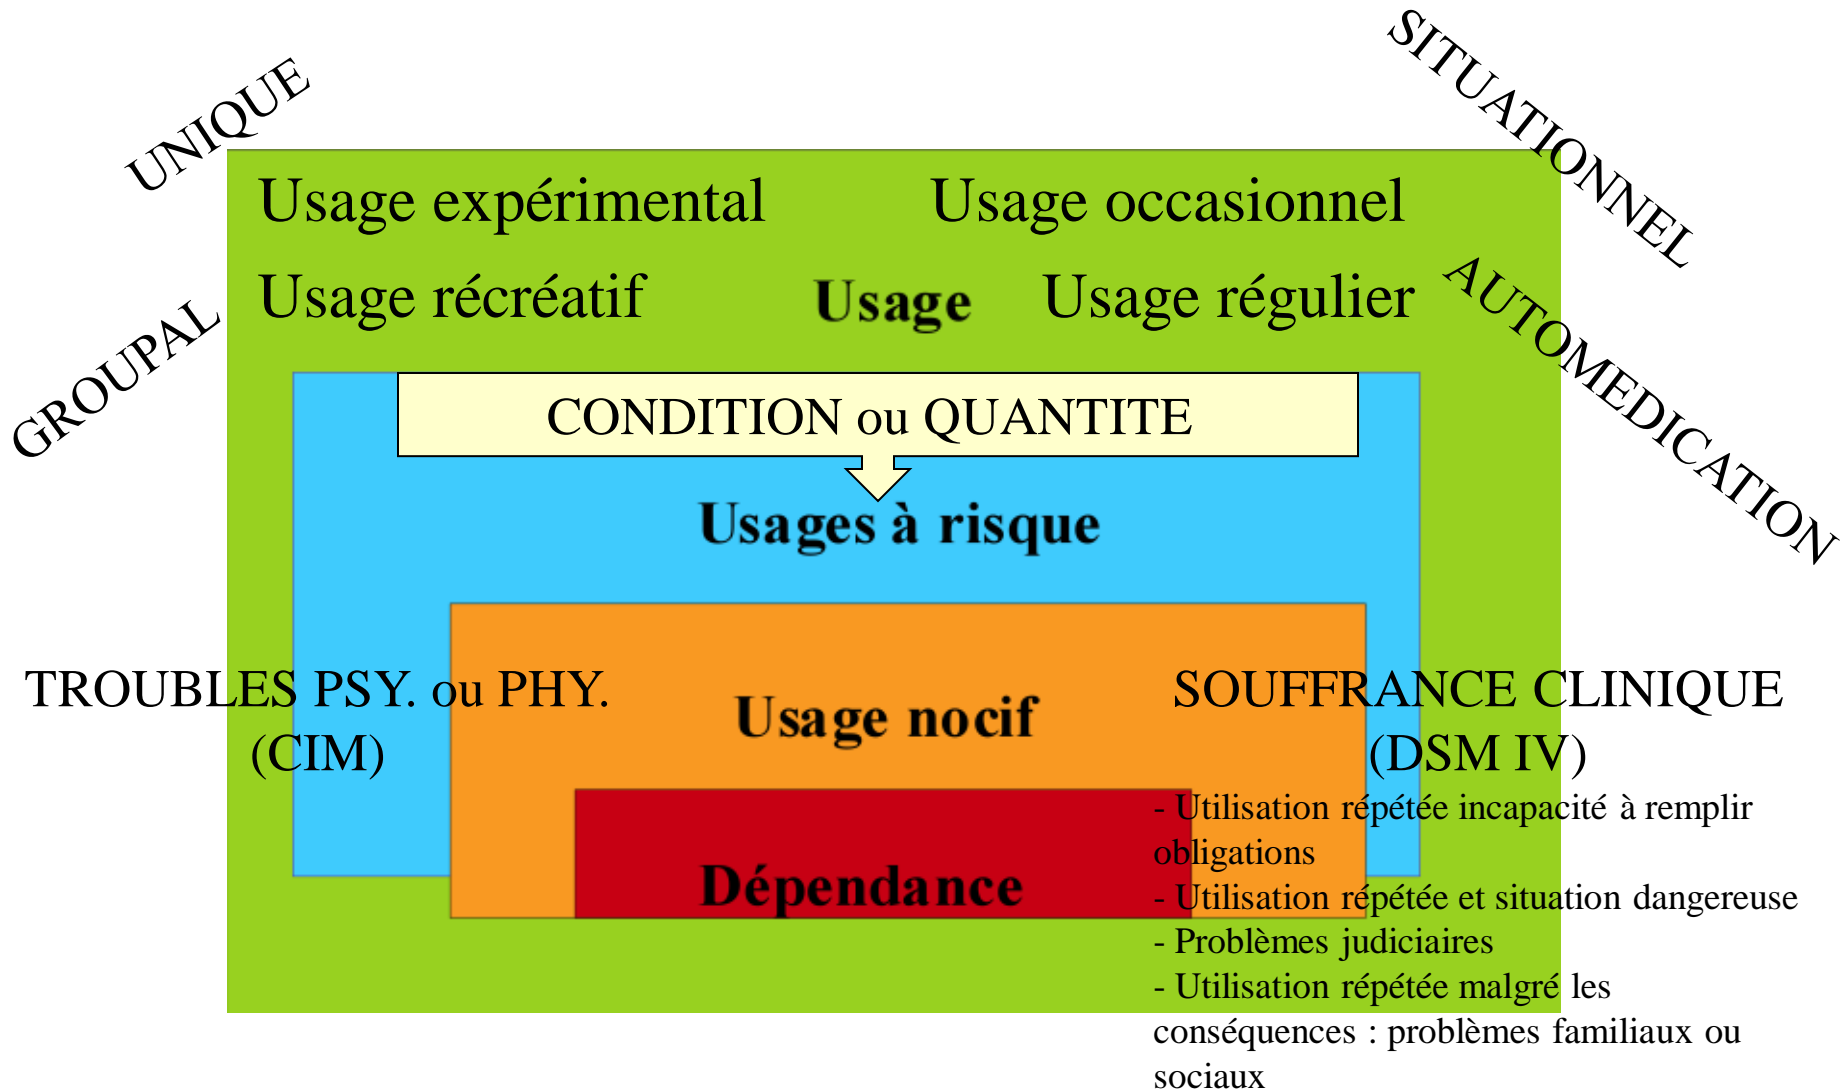 UNIQUE
SITUATIONNEL
Usage expérimental
Usage occasionnel
GROUPAL
Usage récréatif
Usage
Usage régulier
AUTOMEDICATION
CONDITION ou QUANTITE
Usages à risque
TROUBLES PSY. ou PHY.
(CIM)
Usage nocif
SOUFFRANCE CLINIQUE
(DSM IV)
- Utilisation répétée incapacité à remplir
obligations
- Utilisation répétée et situation dangereuse
- Problèmes judiciaires
- Utilisation répétée malgré les
conséquences : problèmes familiaux ou
sociaux
Dépendance